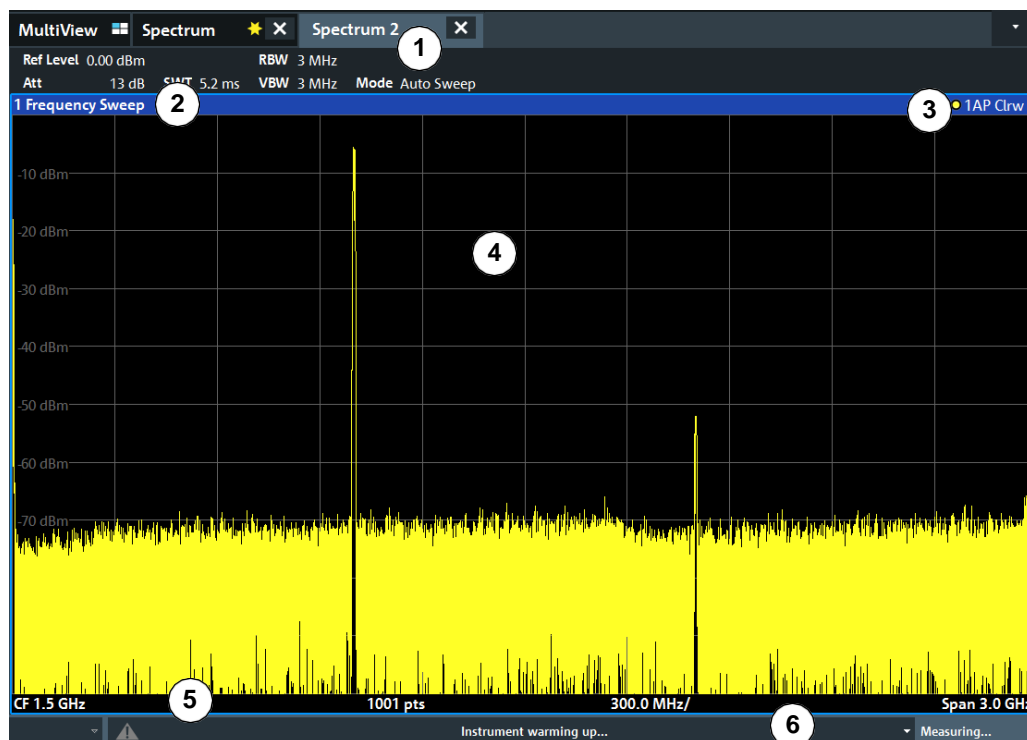 MultiView Spectrum Spectrum 2
1
Ref Level 0.00 dBm RBW 3 MHz
Att 13 dB SWT 5.2 ms VBW 3 MHz Mode Auto Sweep
1 Frequency Sweep 2 3 1AP Clrw
-10 dBm
-20 dBm
4
-30 dBm
-40 dBm
-50 dBm
-60 dBm
-70 dBm
5
CF 1.5 GHz 1001 pts 300.0 MHz/ Span 3.0 GHz
6
Instrument warming up... Measuring...